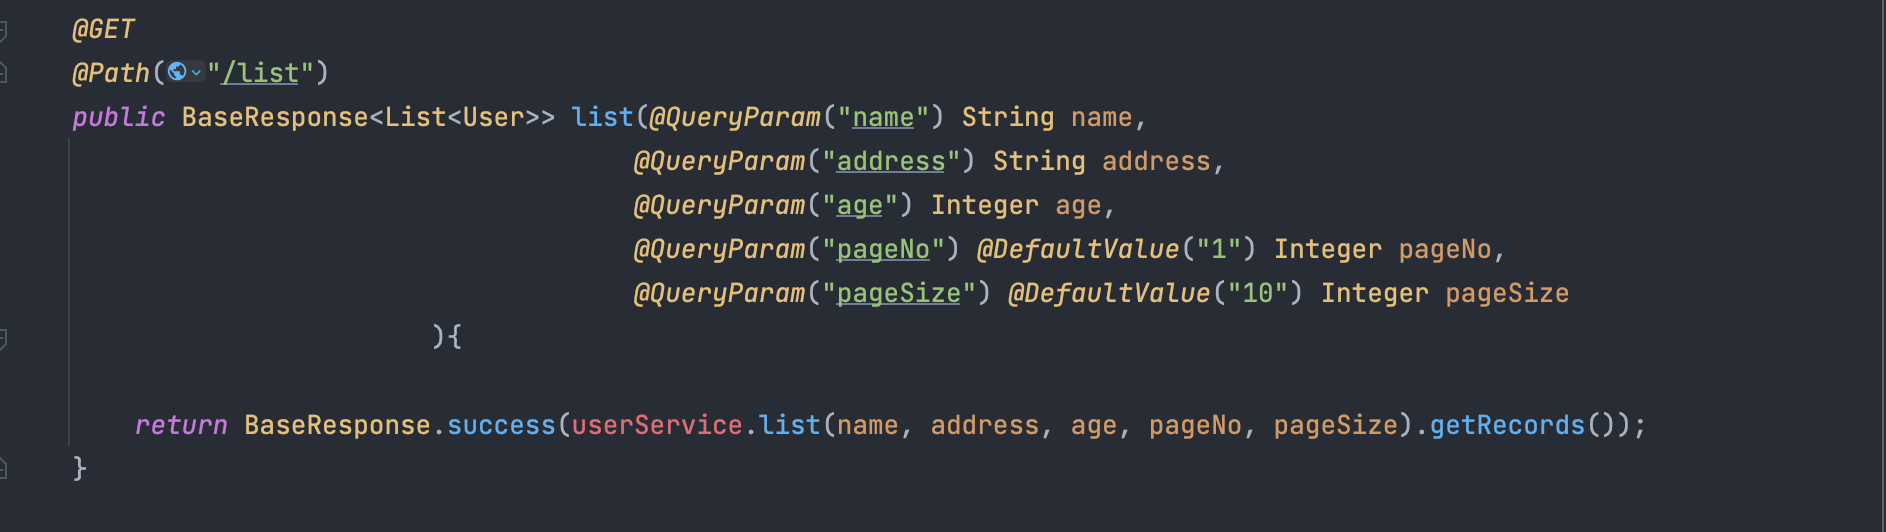 @GET
@Path("/list")
public BaseResponse<List<User>> list(@QueryParam("name") String name,
@QueryParam("address") String address,
@QueryParam("age") Integer age,
@QueryParam("pageNo") @DefaultValue("1") Integer pageNo,
@QueryParam("pageSize") @DefaultValue("10") Integer pageSize
){
return BaseResponse.success(userService.list(name, address, age, pageNo, pageSize).getRecords());
}